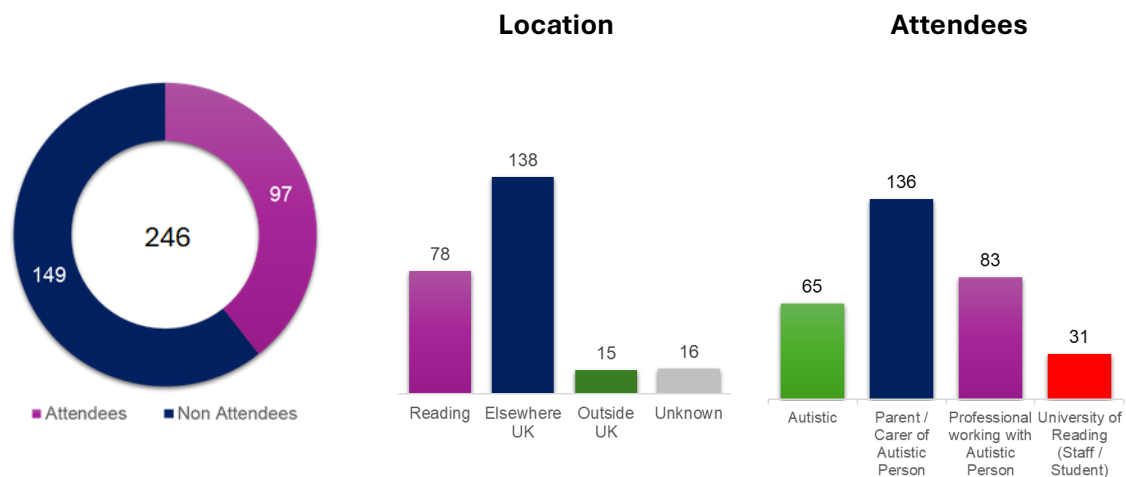 Location
Attendees
97
246
149
Attendees
Non Attendees
78
138
15
16
Reading
Elsewhere
UK
Outside
UK
Unknown
65
136
83
31
Autistic
Parent /
Carer of
Autistic
Person
Professional
working with
Autistic
Person
University of
Reading
(Staff /
Student)